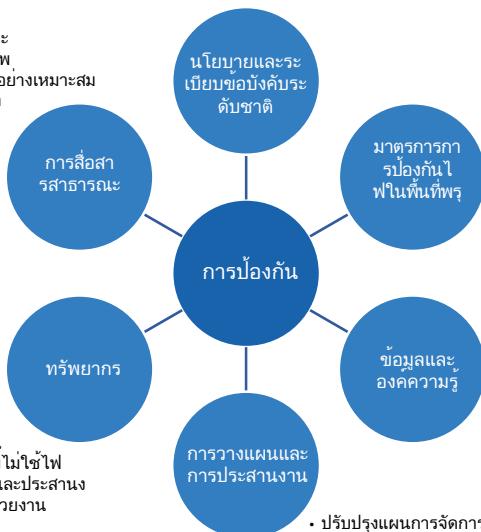 นโยบายและระ
เบียบข้อบังคับระ
ดับชาติ
อย่างเหมาะสม
การสื่อสา
รสาธารณะ
มาตรการกา
รป้องกันไ
ฟในพื้นที่พรุ
การป้องกัน
ทรัพยากร
ข้อมูลและ
องค์ความรู้
การวางแผนและ
การประสานงาน
ไม่ใช้ไฟ
และประสานง
วยงาน
• ปรับปรุงแผนการจัดการ